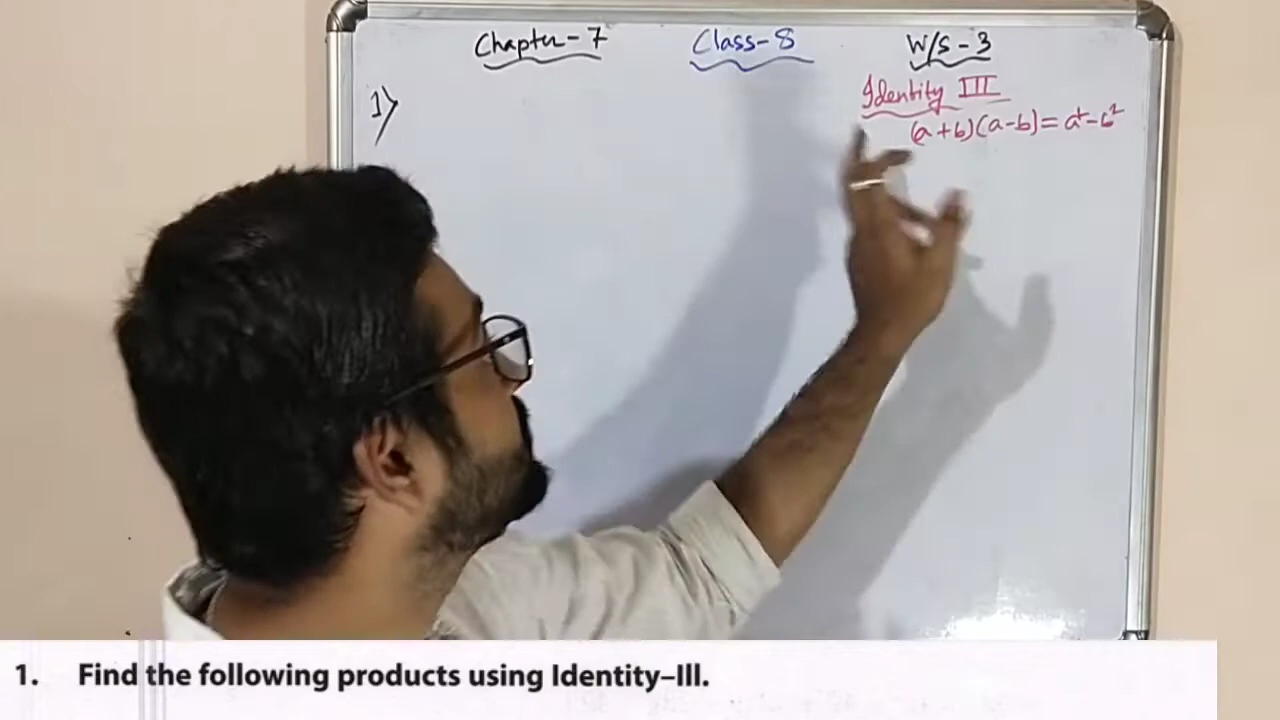 Chapter-7 Class-8 W/S-3
Identity III
1) (a+b)(a-b)=a²-b²
1. Find the following products using Identity–III.